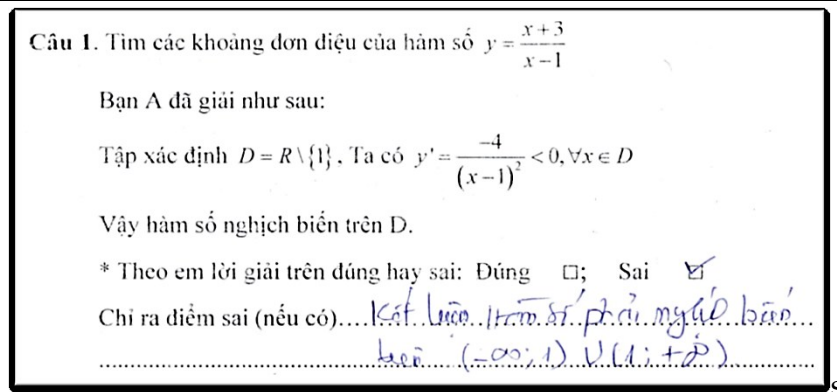 Câu 1. Tìm các khoảng đơn điệu của hàm số y = \frac{x+3}{x-1}
Bạn A đã giải như sau:
Tập xác định D = R \ {1}. Ta có y' = \frac{-4}{(x-1)^2} < 0, ∀x ∈ D
Vậy hàm số nghịch biến trên D.
* Theo em lời giải trên đúng hay sai: Đúng □; Sai ☑
Chỉ ra điểm sai (nếu có)....Kết luận hàm số phải nghịch biến...
trên (-∞; 1) ∪ (1; +∞)